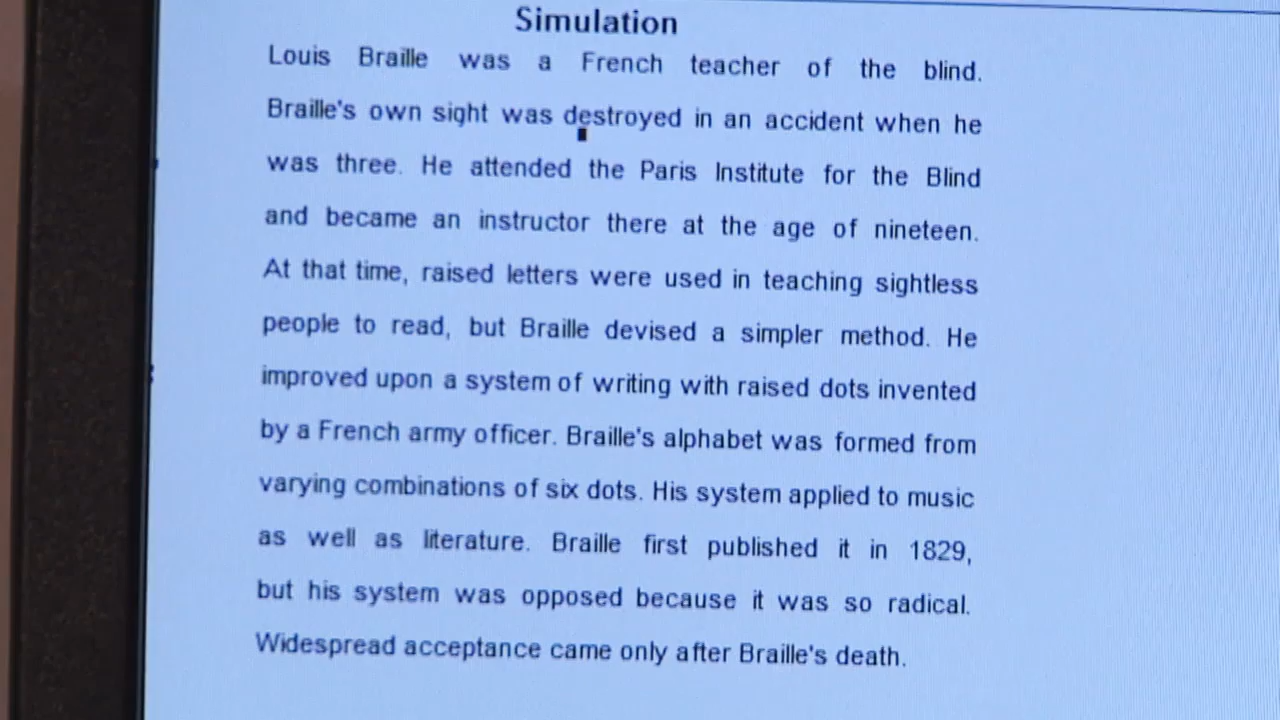 Simulation
Louis Braille was a French teacher of the blind.
Braille's own sight was destroyed in an accident when he
was three. He attended the Paris Institute for the Blind
and became an instructor there at the age of nineteen.
At that time, raised letters were used in teaching sightless
people to read, but Braille devised a simpler method. He
improved upon a system of writing with raised dots invented
by a French army officer. Braille's alphabet was formed from
varying combinations of six dots. His system applied to music
as well as literature. Braille first published it in 1829,
but his system was opposed because it was so radical.
Widespread acceptance came only after Braille's death.